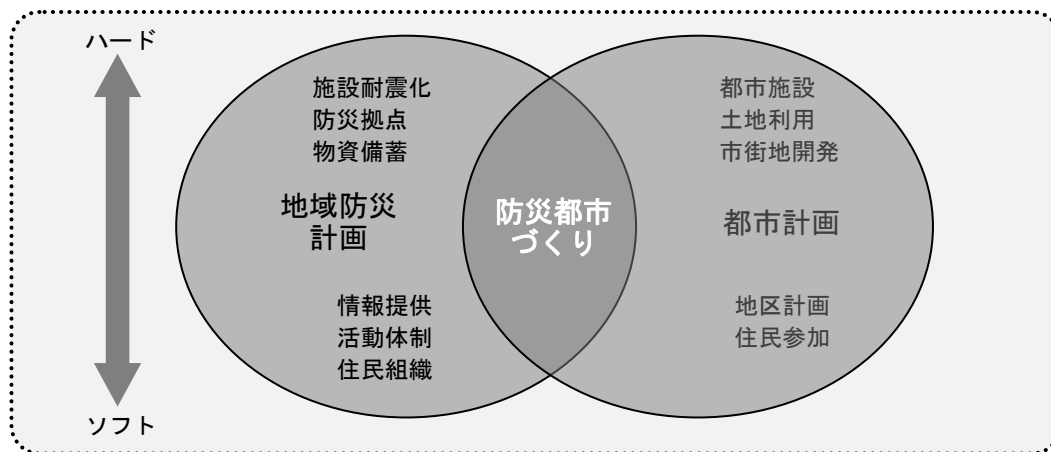 ハード
施設耐震化
防災拠点
物資備蓄
地域防災
計画
情報提供
活動体制
住民組織
防災都市
づくり
都市施設
土地利用
市街地開発
都市計画
地区計画
住民参加
ソフト